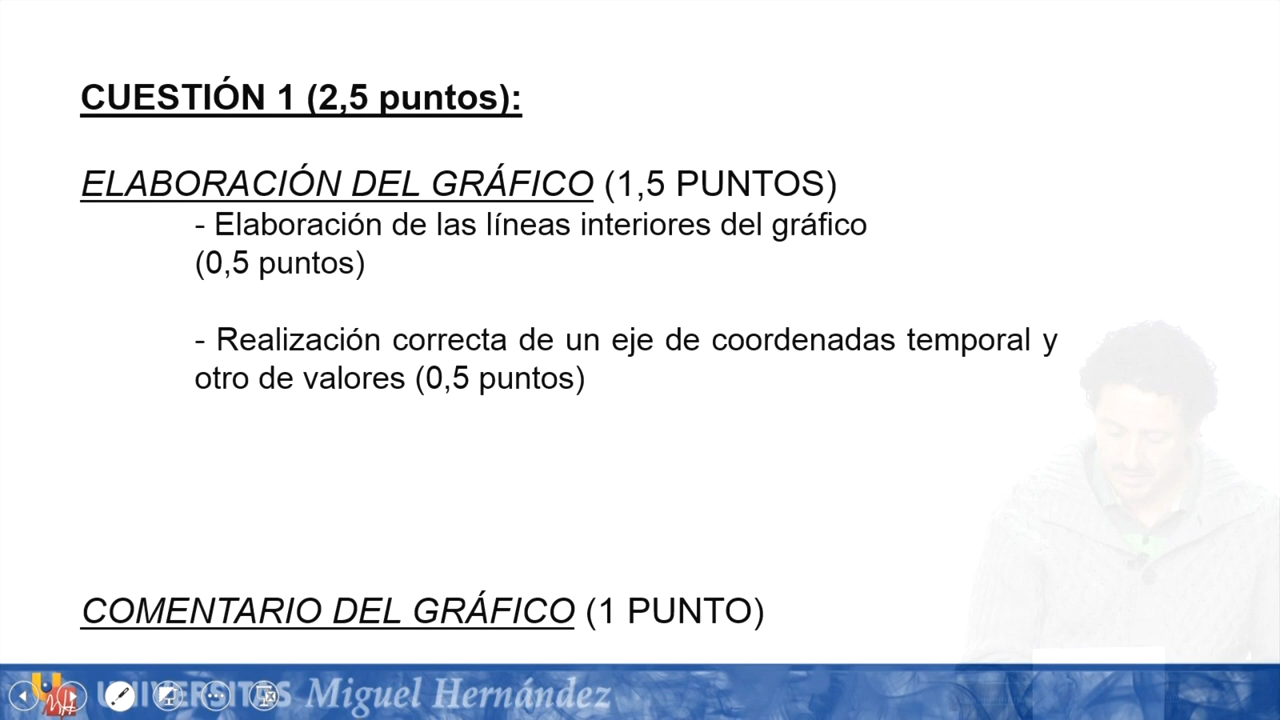 CUESTIÓN 1 (2,5 puntos):
ELABORACIÓN DEL GRÁFICO (1,5 PUNTOS)
- Elaboración de las líneas interiores del gráfico
(0,5 puntos)
- Realización correcta de un eje de coordenadas temporal y
otro de valores (0,5 puntos)
COMENTARIO DEL GRÁFICO (1 PUNTO)
UNIVERSITAS Miguel Hernández